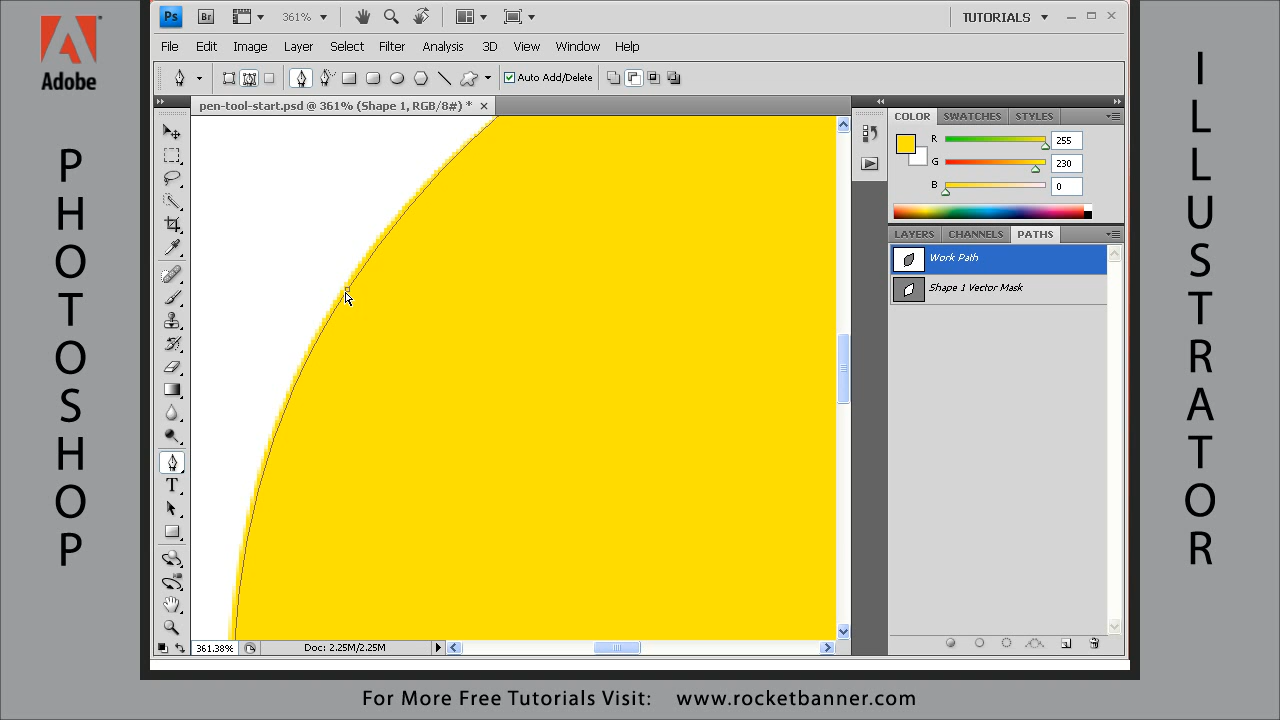 Adobe
PHOTOSHOP
Ps
Br
361%
TUTORIALS
File Edit Image Layer Select Filter Analysis 3D View Window Help
Auto Add/Delete
pen-tool-start.psd @ 361% (Shape 1, RGB/8#) *
COLOR SWATCHES STYLES
R 255
G 230
B 0
LAYERS CHANNELS PATHS
Work Path
Shape 1 Vector Mask
T
361.38%
Doc: 2.25M/2.25M
ILLUSTRATOR
For More Free Tutorials Visit: www.rocketbanner.com